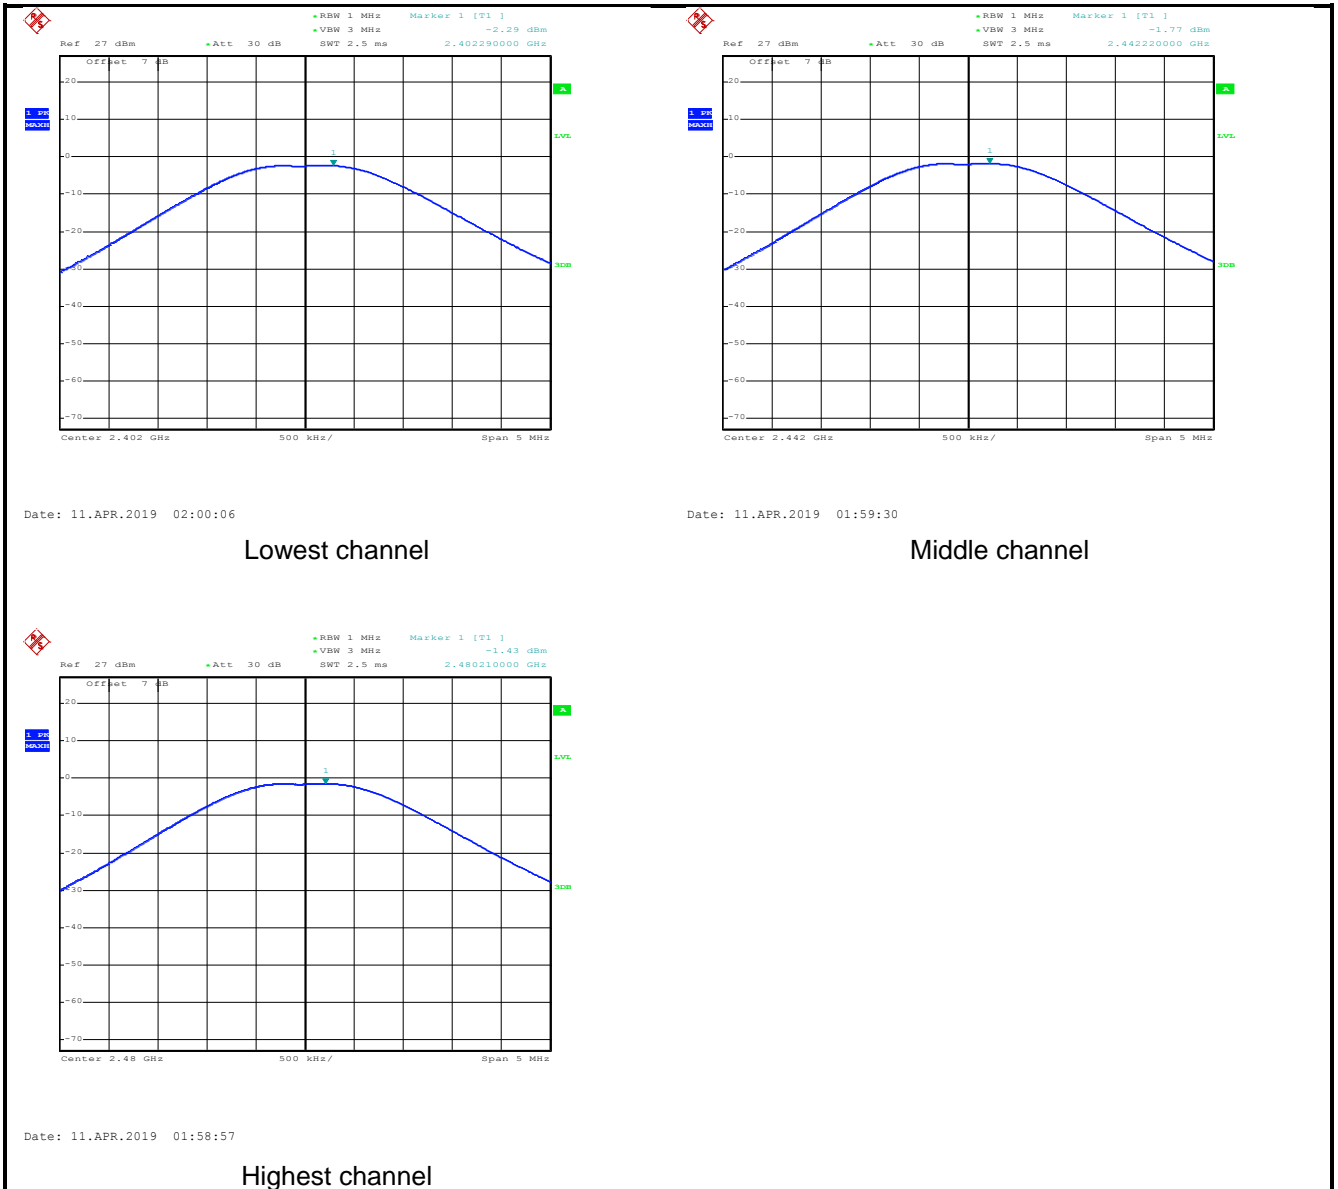 RBW 1 MHz Marker 1 [T1 ]
VBW 3 MHz -2.29 dBm
Ref 27 dBm Att 30 dB SWT 2.5 ms 2.402290000 GHz
Offset 7 dB
A
1 PK
MAXH
LVL
3DB
20
10
0
-10
-20
-30
-40
-50
-60
-70
1
Center 2.402 GHz 500 kHz/ Span 5 MHz
Date: 11.APR.2019 02:00:06
Lowest channel
RBW 1 MHz Marker 1 [T1 ]
VBW 3 MHz -1.77 dBm
Ref 27 dBm Att 30 dB SWT 2.5 ms 2.442220000 GHz
Offset 7 dB
A
1 PK
MAXH
LVL
3DB
20
10
0
-10
-20
-30
-40
-50
-60
-70
1
Center 2.442 GHz 500 kHz/ Span 5 MHz
Date: 11.APR.2019 01:59:30
Middle channel
RBW 1 MHz Marker 1 [T1 ]
VBW 3 MHz -1.43 dBm
Ref 27 dBm Att 30 dB SWT 2.5 ms 2.480210000 GHz
Offset 7 dB
A
1 PK
MAXH
LVL
3DB
20
10
0
-10
-20
-30
-40
-50
-60
-70
1
Center 2.48 GHz 500 kHz/ Span 5 MHz
Date: 11.APR.2019 01:58:57
Highest channel